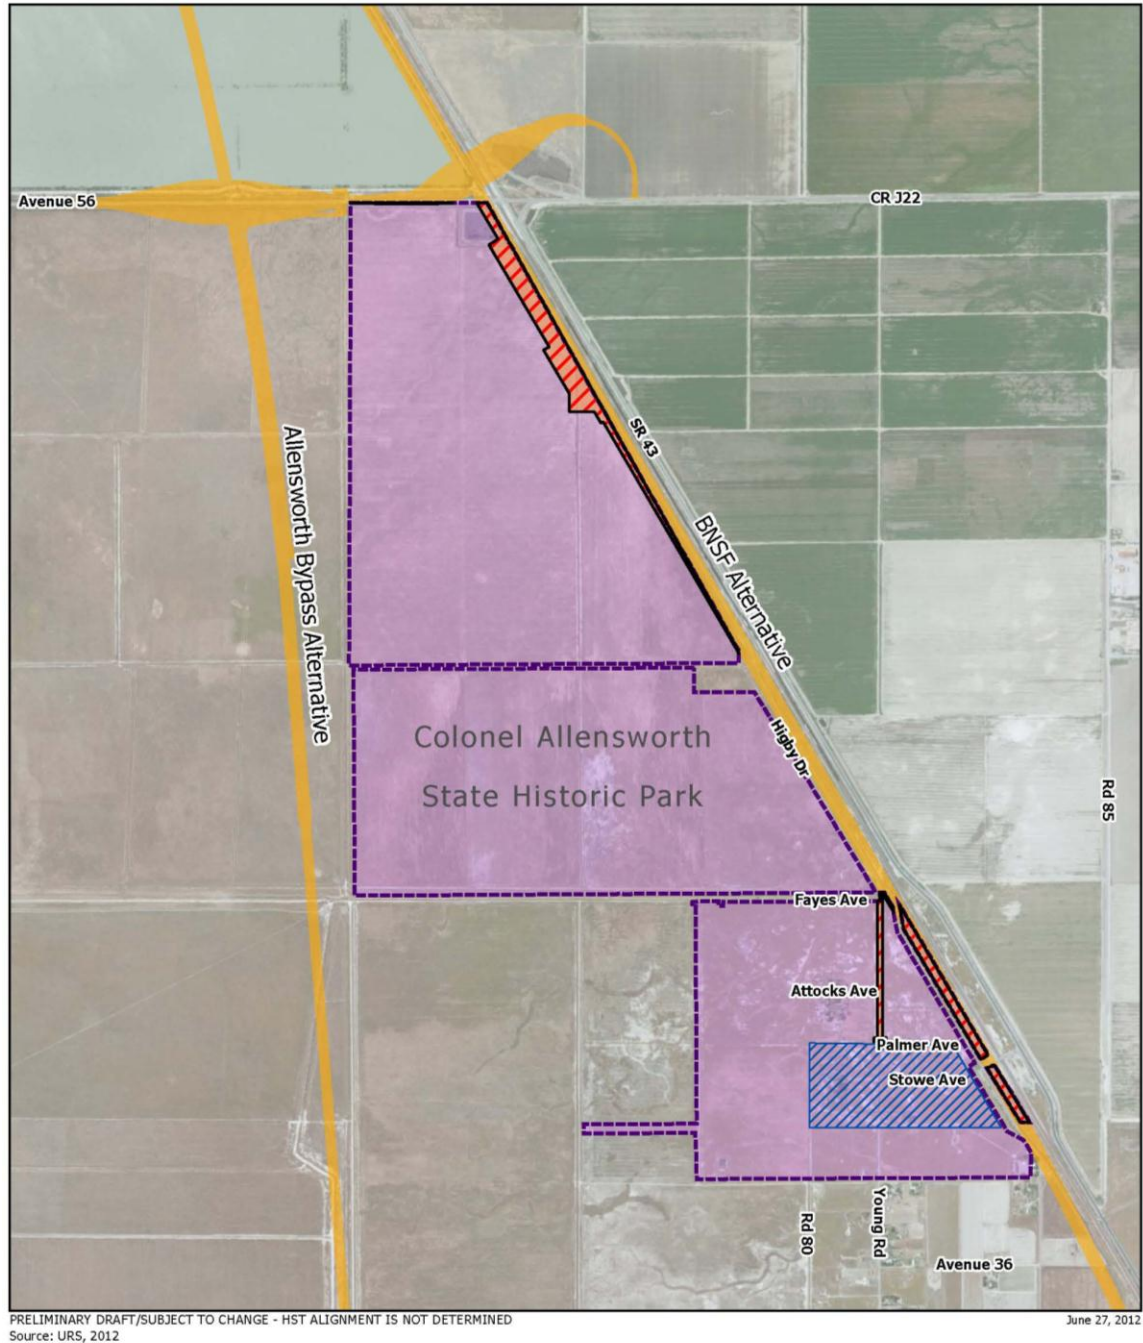 Avenue 56
CR J22
SR 43
Allensworth Bypass Alternative
BNSF Alternative
Colonel Allensworth
State Historic Park
Higby Dr.
Rd 85
Fayes Ave
Attocks Ave
Palmer Ave
Stowe Ave
Rd 80
Young Rd
Avenue 36
PRELIMINARY DRAFT/SUBJECT TO CHANGE - HST ALIGNMENT IS NOT DETERMINED
June 27, 2012
Source: URS, 2012